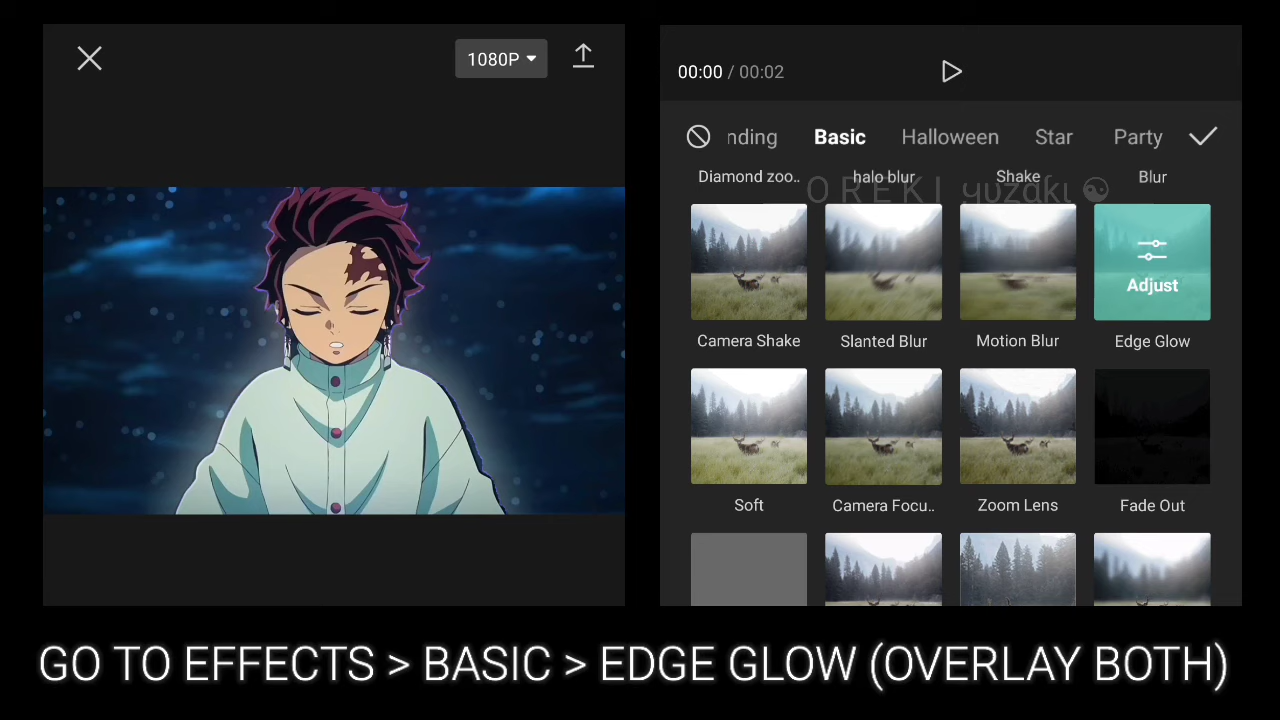 1080P
00:00 / 00:02
nding Basic Halloween Star Party
Diamond zoo.. halo blur Shake Blur
O R E K I yuzaki
Adjust
Camera Shake Slanted Blur Motion Blur Edge Glow
Soft Camera Focu.. Zoom Lens Fade Out
GO TO EFFECTS > BASIC > EDGE GLOW (OVERLAY BOTH)